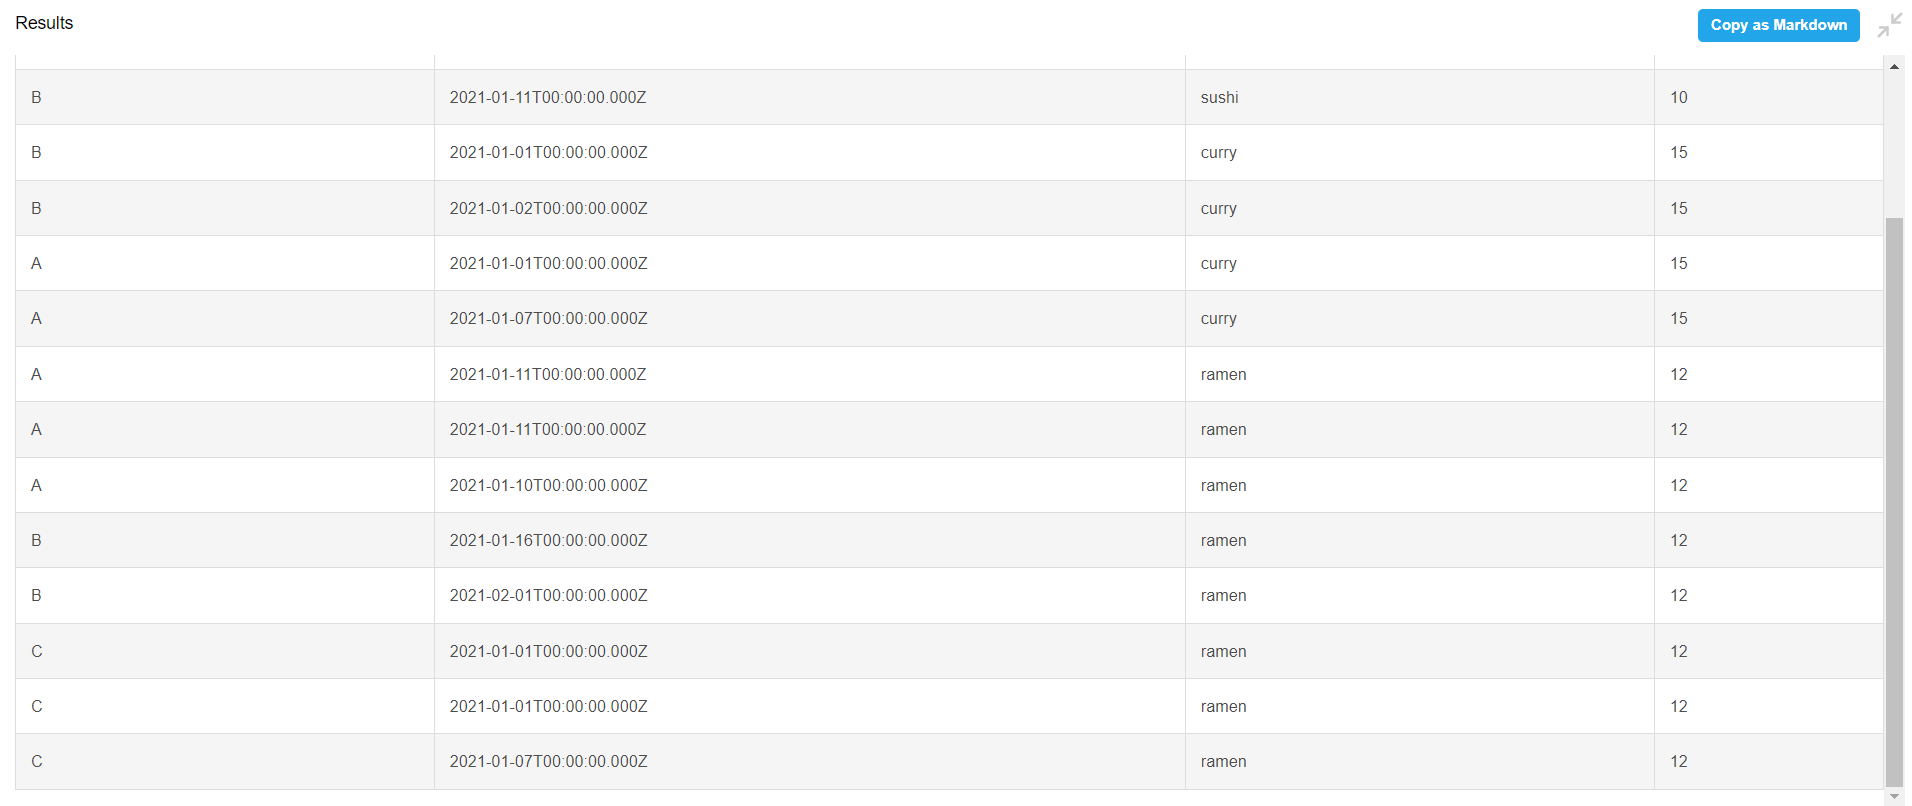 Results Copy as Markdown
B 2021-01-11T00:00:00.000Z sushi 10
B 2021-01-01T00:00:00.000Z curry 15
B 2021-01-02T00:00:00.000Z curry 15
A 2021-01-01T00:00:00.000Z curry 15
A 2021-01-07T00:00:00.000Z curry 15
A 2021-01-11T00:00:00.000Z ramen 12
A 2021-01-11T00:00:00.000Z ramen 12
A 2021-01-10T00:00:00.000Z ramen 12
B 2021-01-16T00:00:00.000Z ramen 12
B 2021-02-01T00:00:00.000Z ramen 12
C 2021-01-01T00:00:00.000Z ramen 12
C 2021-01-01T00:00:00.000Z ramen 12
C 2021-01-07T00:00:00.000Z ramen 12